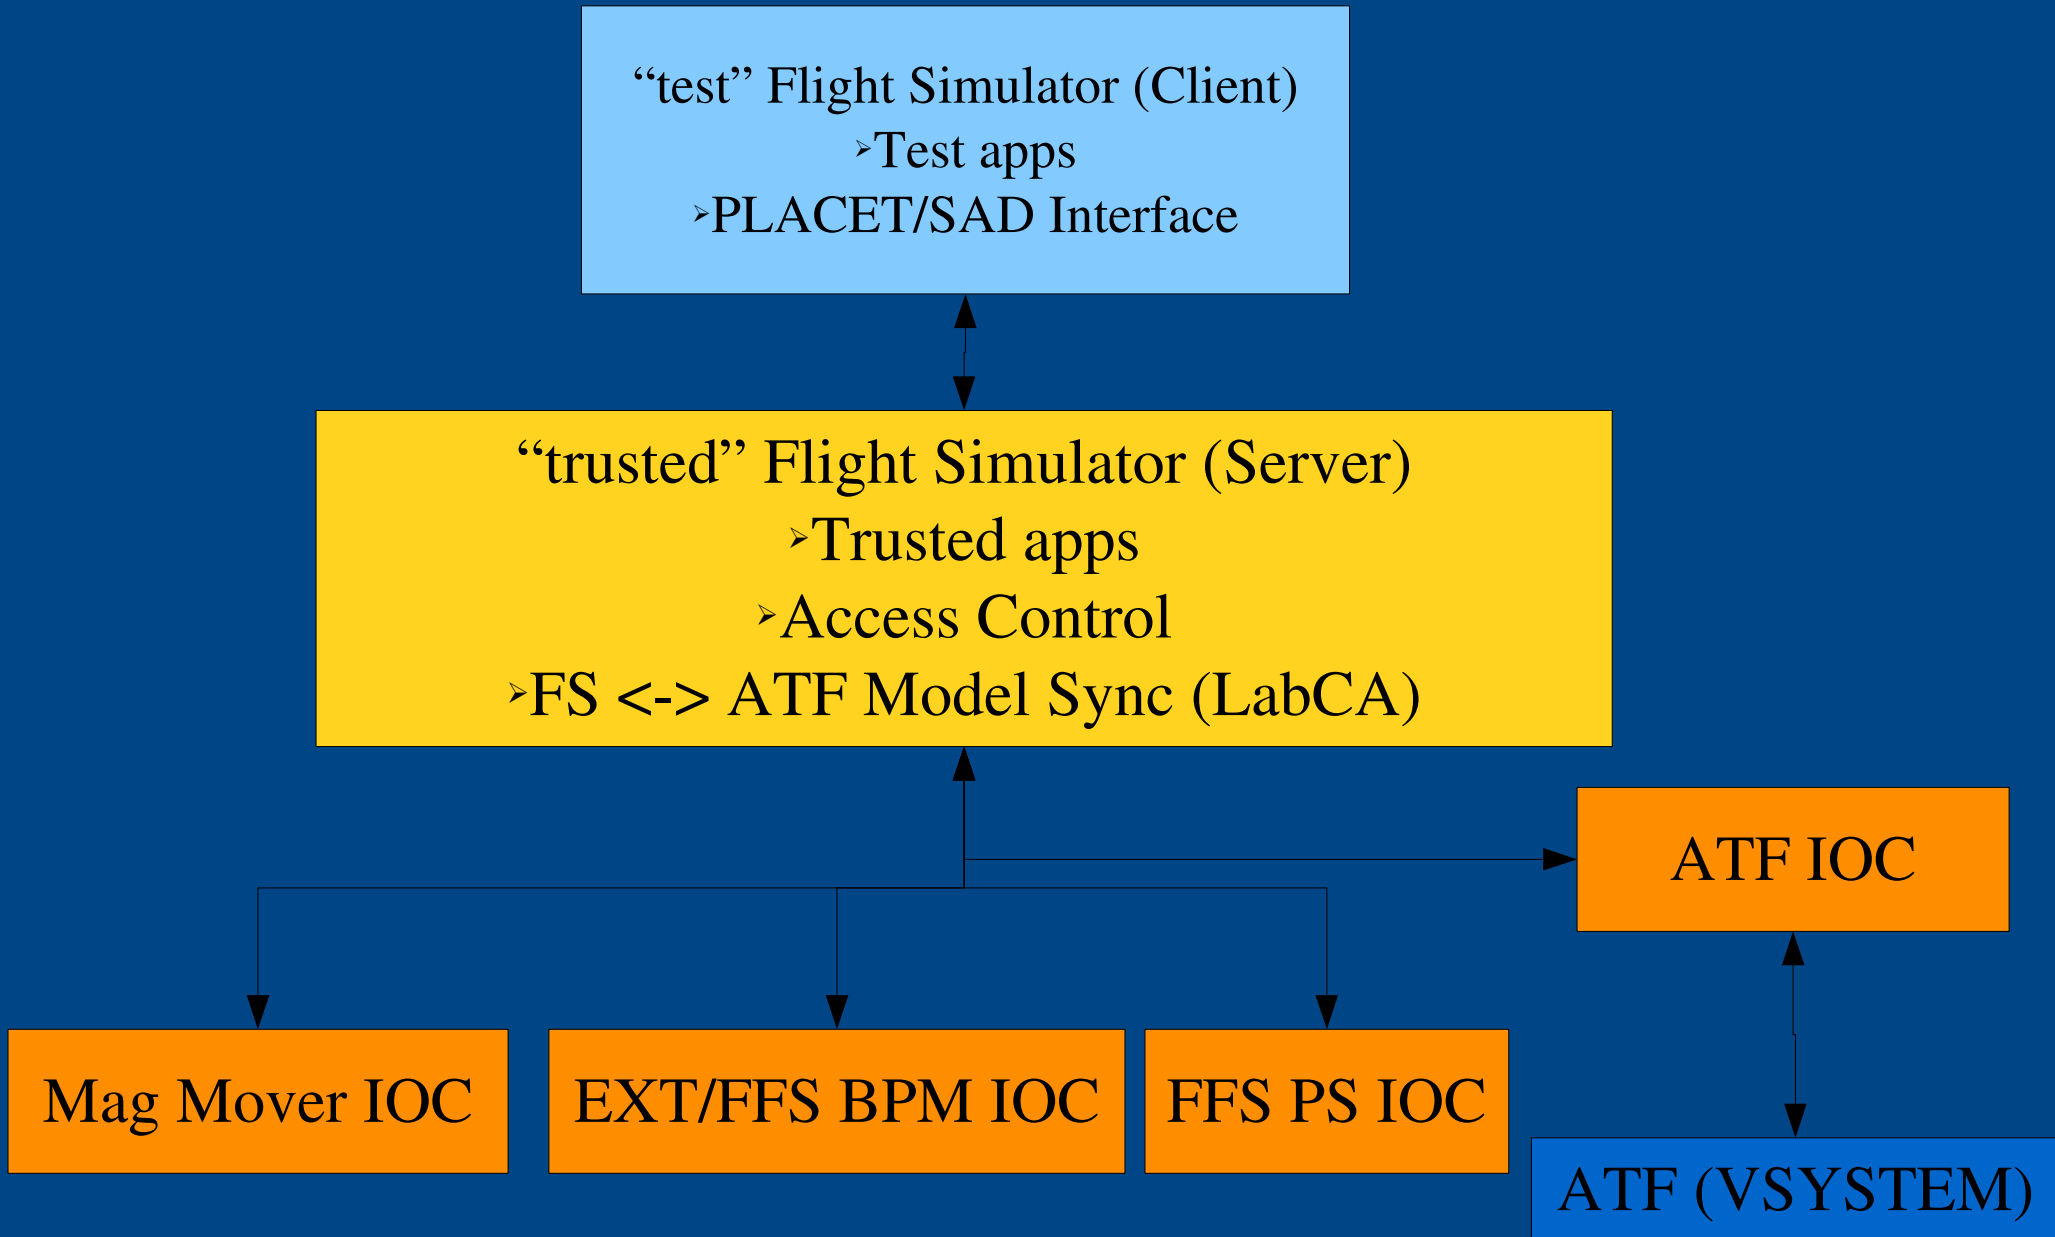 “test” Flight Simulator (Client)
➢Test apps
➢PLACET/SAD Interface
“trusted” Flight Simulator (Server)
➢Trusted apps
➢Access Control
➢FS <-> ATF Model Sync (LabCA)
ATF IOC
Mag Mover IOC
EXT/FFS BPM IOC
FFS PS IOC
ATF (VSYSTEM)